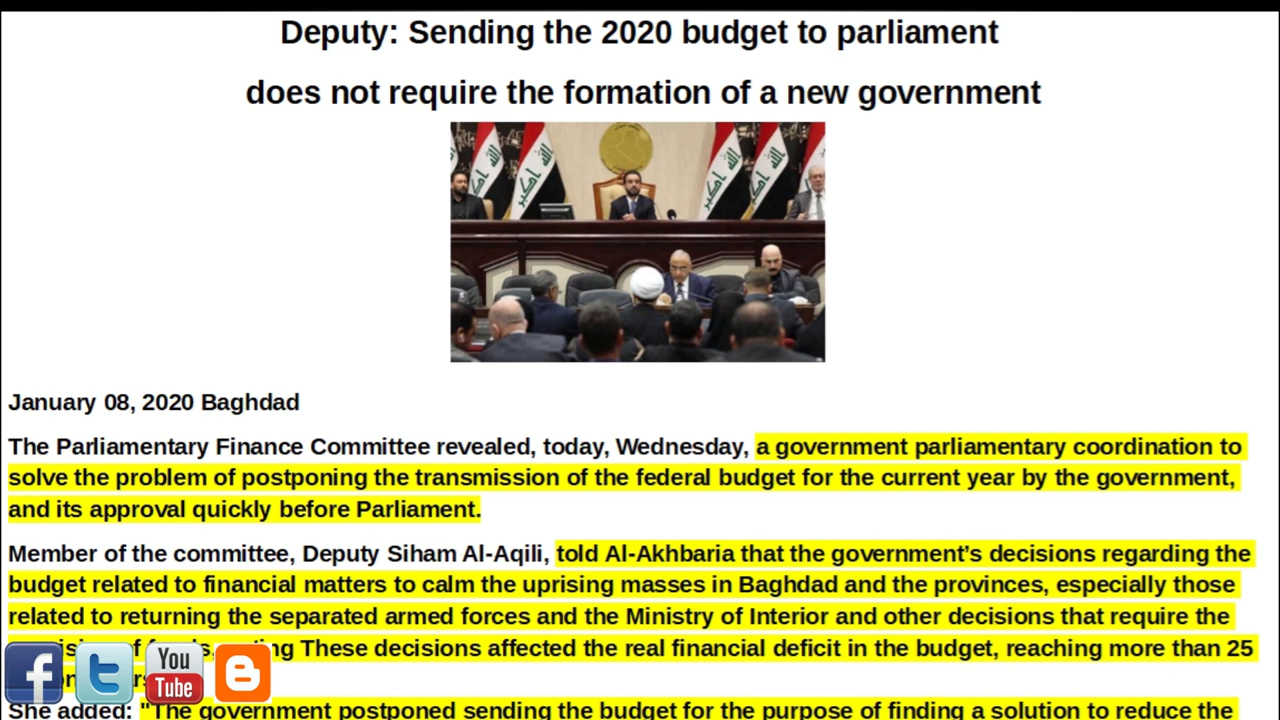 Deputy: Sending the 2020 budget to parliament
does not require the formation of a new government
January 08, 2020 Baghdad
The Parliamentary Finance Committee revealed, today, Wednesday, a government parliamentary coordination to
solve the problem of postponing the transmission of the federal budget for the current year by the government,
and its approval quickly before Parliament.
Member of the committee, Deputy Siham Al-Aqili, told Al-Akhbaria that the government’s decisions regarding the
budget related to financial matters to calm the uprising masses in Baghdad and the provinces, especially those
related to returning the separated armed forces and the Ministry of Interior and other decisions that require the
These decisions affected the real financial deficit in the budget, reaching more than 25
You
Tube
She added: "The government postponed sending the budget for the purpose of finding a solution to reduce the